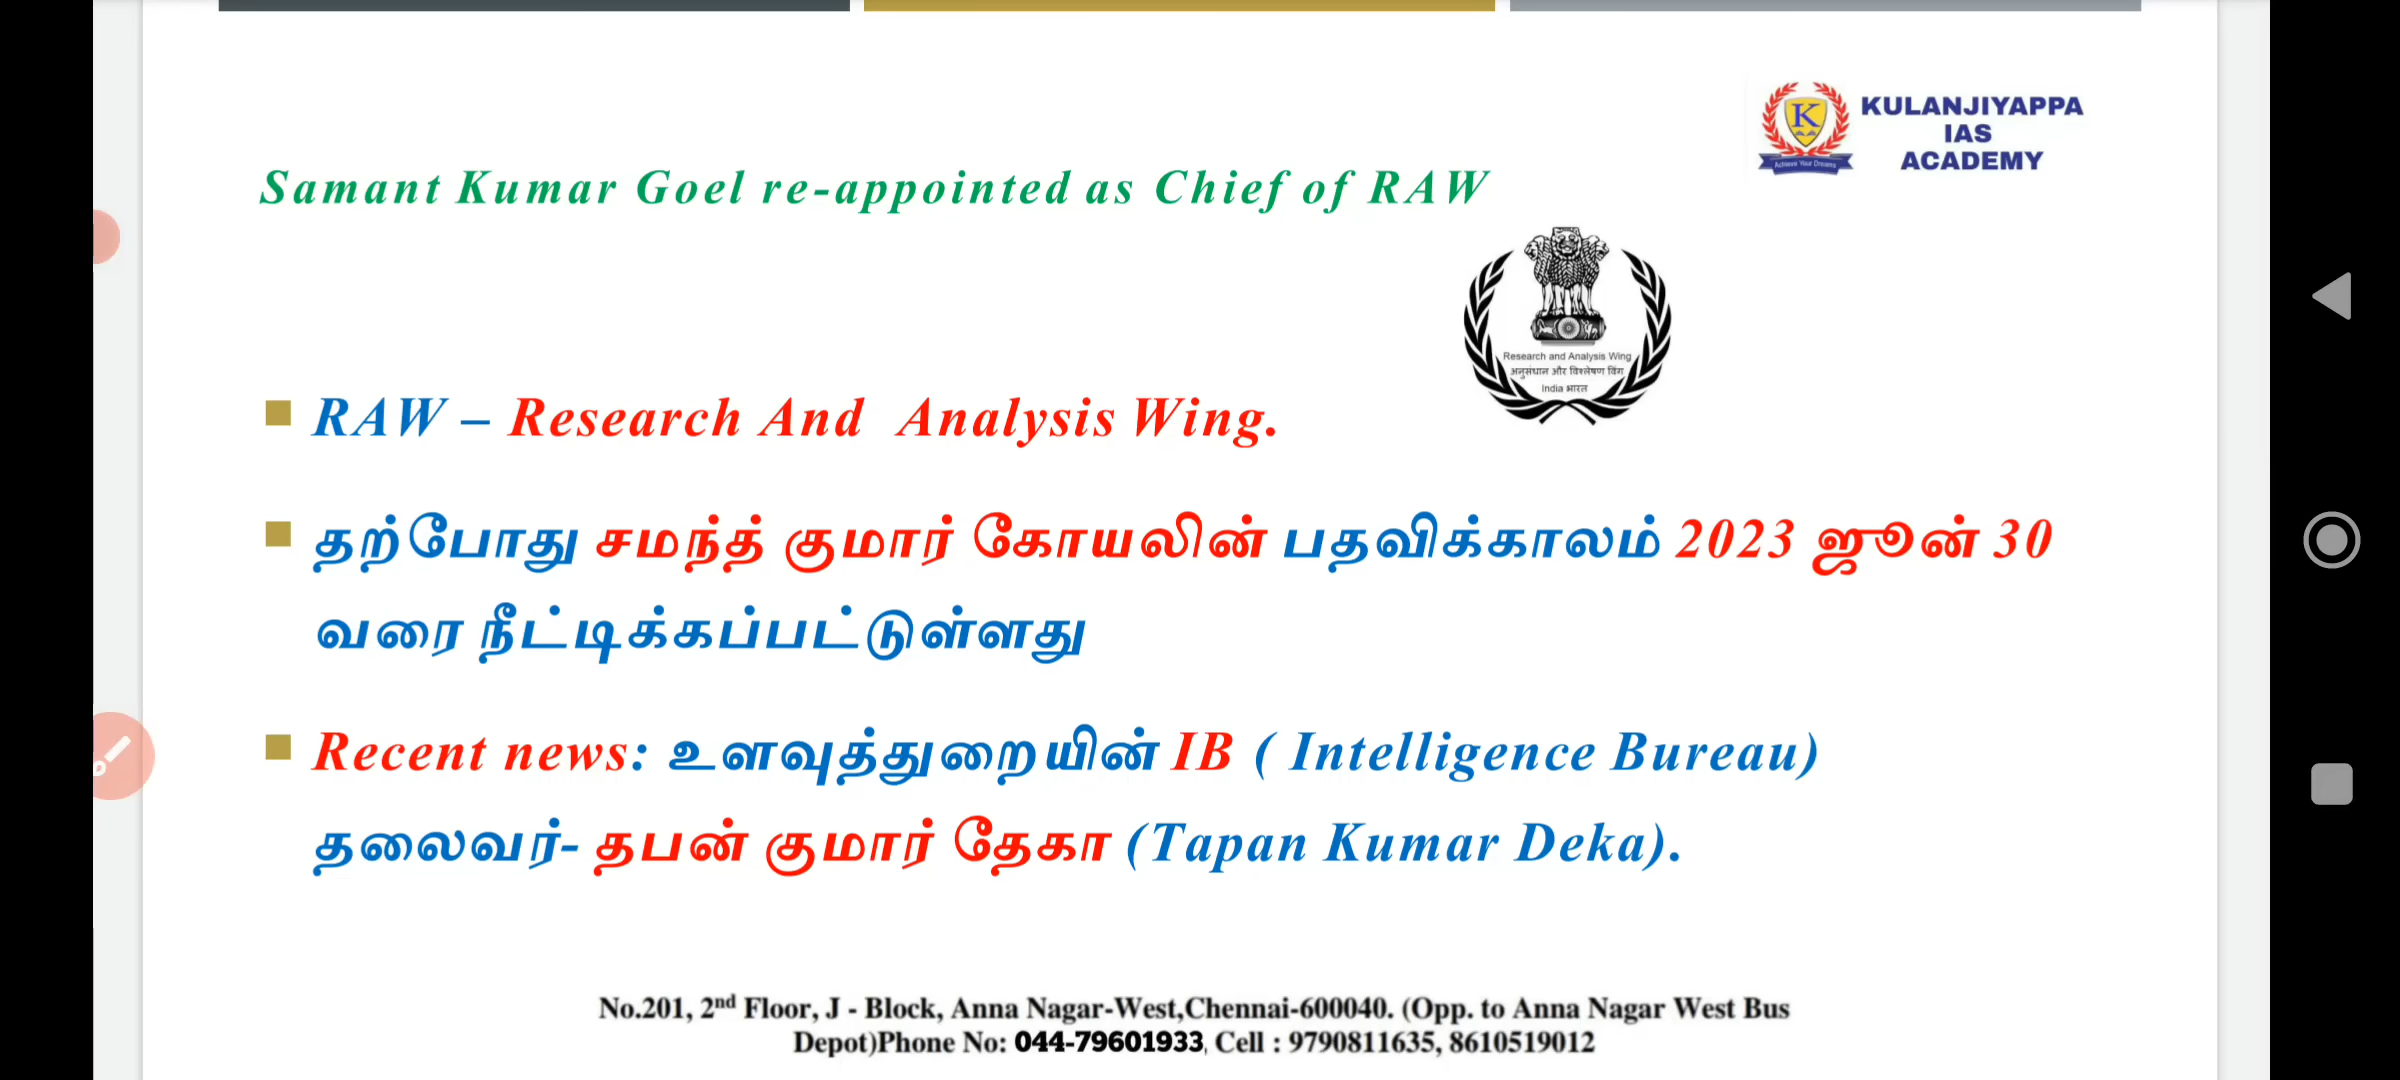 KULANJIYAPPA
IAS
ACADEMY
K
Achieve Your Dreams
Samant Kumar Goel re-appointed as Chief of RAW
Research and Analysis Wing
अनुसंधान और विश्लेषण विंग
India भारत
RAW – Research And Analysis Wing.
தற்போது சமந்த் குமார் கோயலின் பதவிக்காலம் 2023 ஜூன் 30
வரை நீட்டிக்கப்பட்டுள்ளது
Recent news: உளவுத்துறையின் IB ( Intelligence Bureau)
தலைவர்- தபன் குமார் தேகா (Tapan Kumar Deka).
No.201, 2nd Floor, J - Block, Anna Nagar-West,Chennai-600040. (Opp. to Anna Nagar West Bus
Depot)Phone No: 044-79601933, Cell : 9790811635, 8610519012